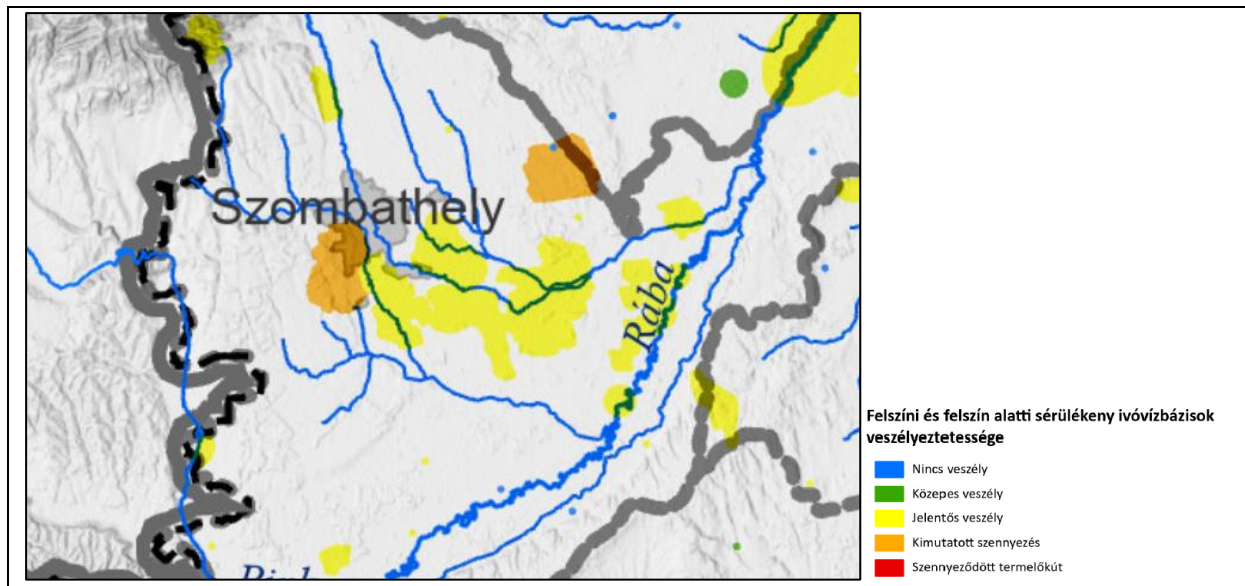 Szombathely
Rába
Felszíni és felszín alatti sérülékeny ivóvízbázisok
veszélyeztetessége
Nincs veszély
Közepes veszély
Jelentős veszély
Kimutatott szennyezés
Szennyeződött termelőkút